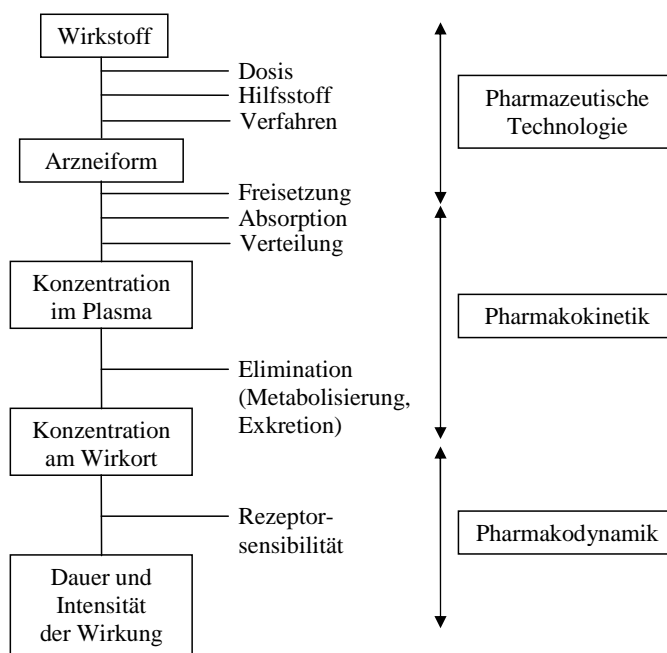 Wirkstoff
Dosis
Hilfsstoff
Verfahren
Pharmazeutische
Technologie
Arzneiform
Freisetzung
Absorption
Verteilung
Konzentration
im Plasma
Pharmakokinetik
Elimination
(Metabolisierung,
Exkretion)
Konzentration
am Wirkort
Rezeptor-
sensibilität
Pharmakodynamik
Dauer und
Intensität
der Wirkung